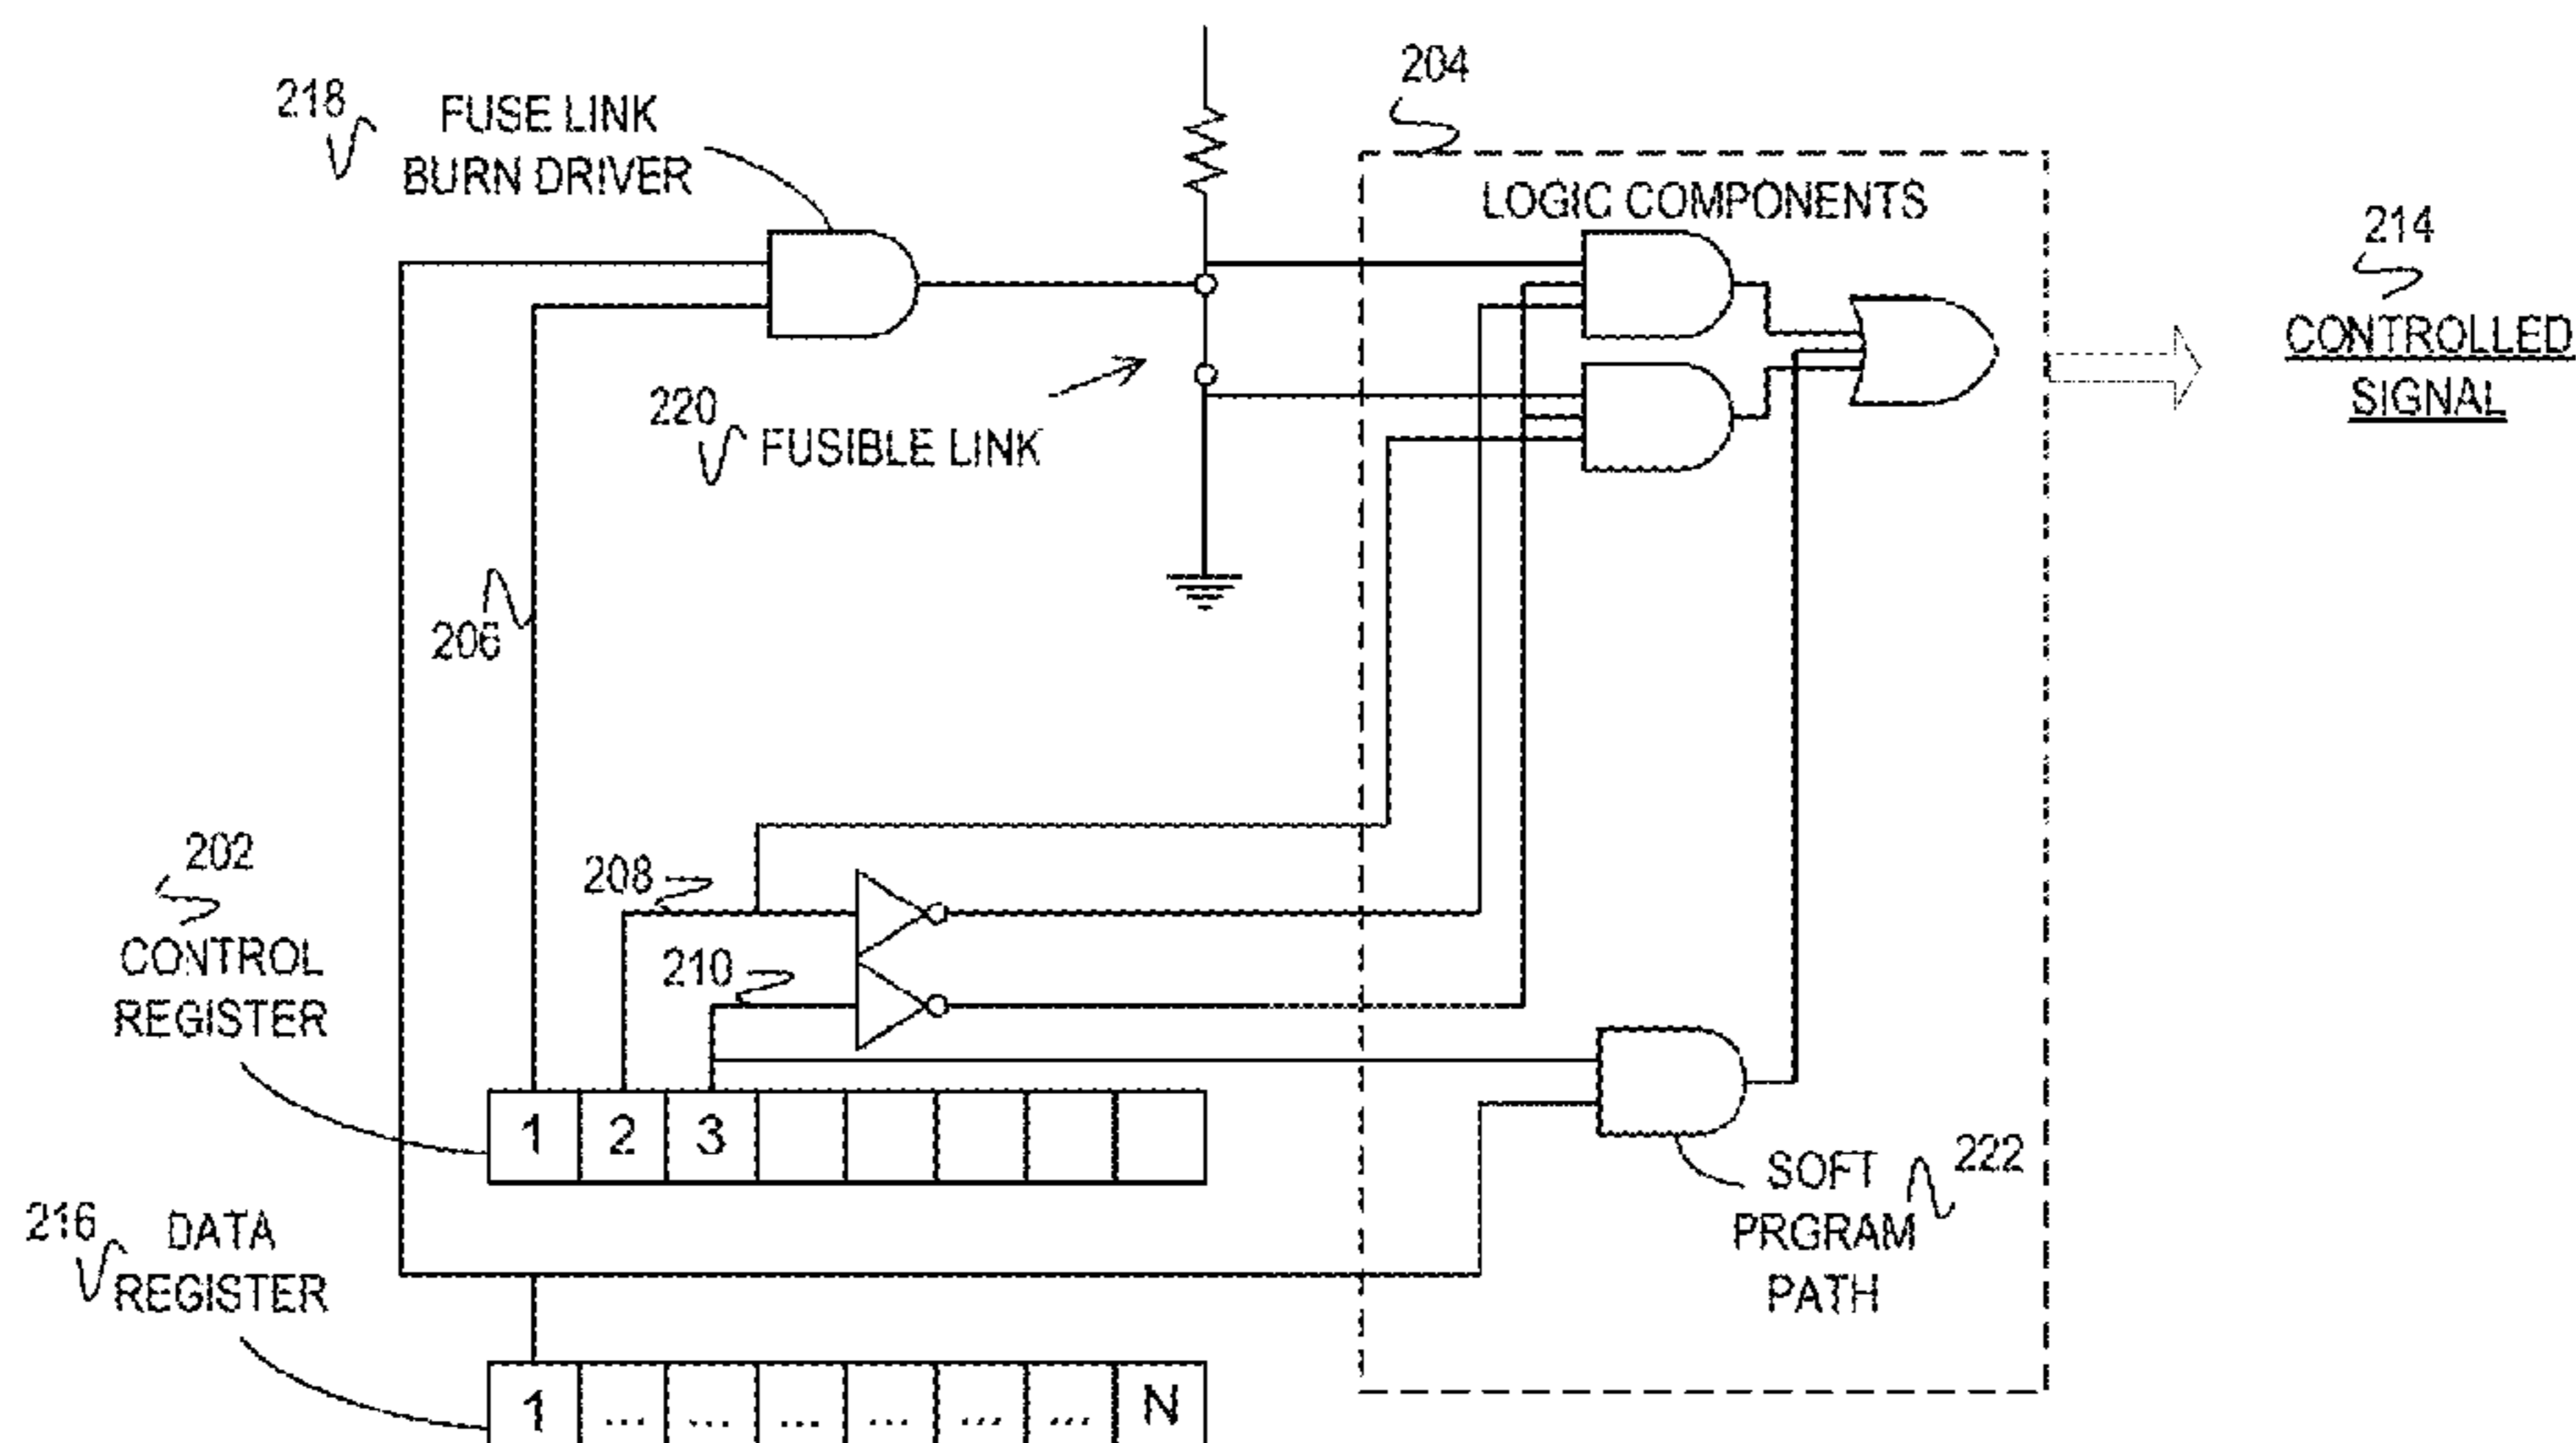 204
218
FUSE LINK
BURN DRIVER
LOGIC COMPONENTS
214
CONTROLLED
SIGNAL
220
FUSIBLE LINK
206
202
CONTROL
REGISTER
208
210
1 2 3
SOFT
PRGRAM
PATH
222
216
DATA
REGISTER
1 ... ... ... ... ... ... N